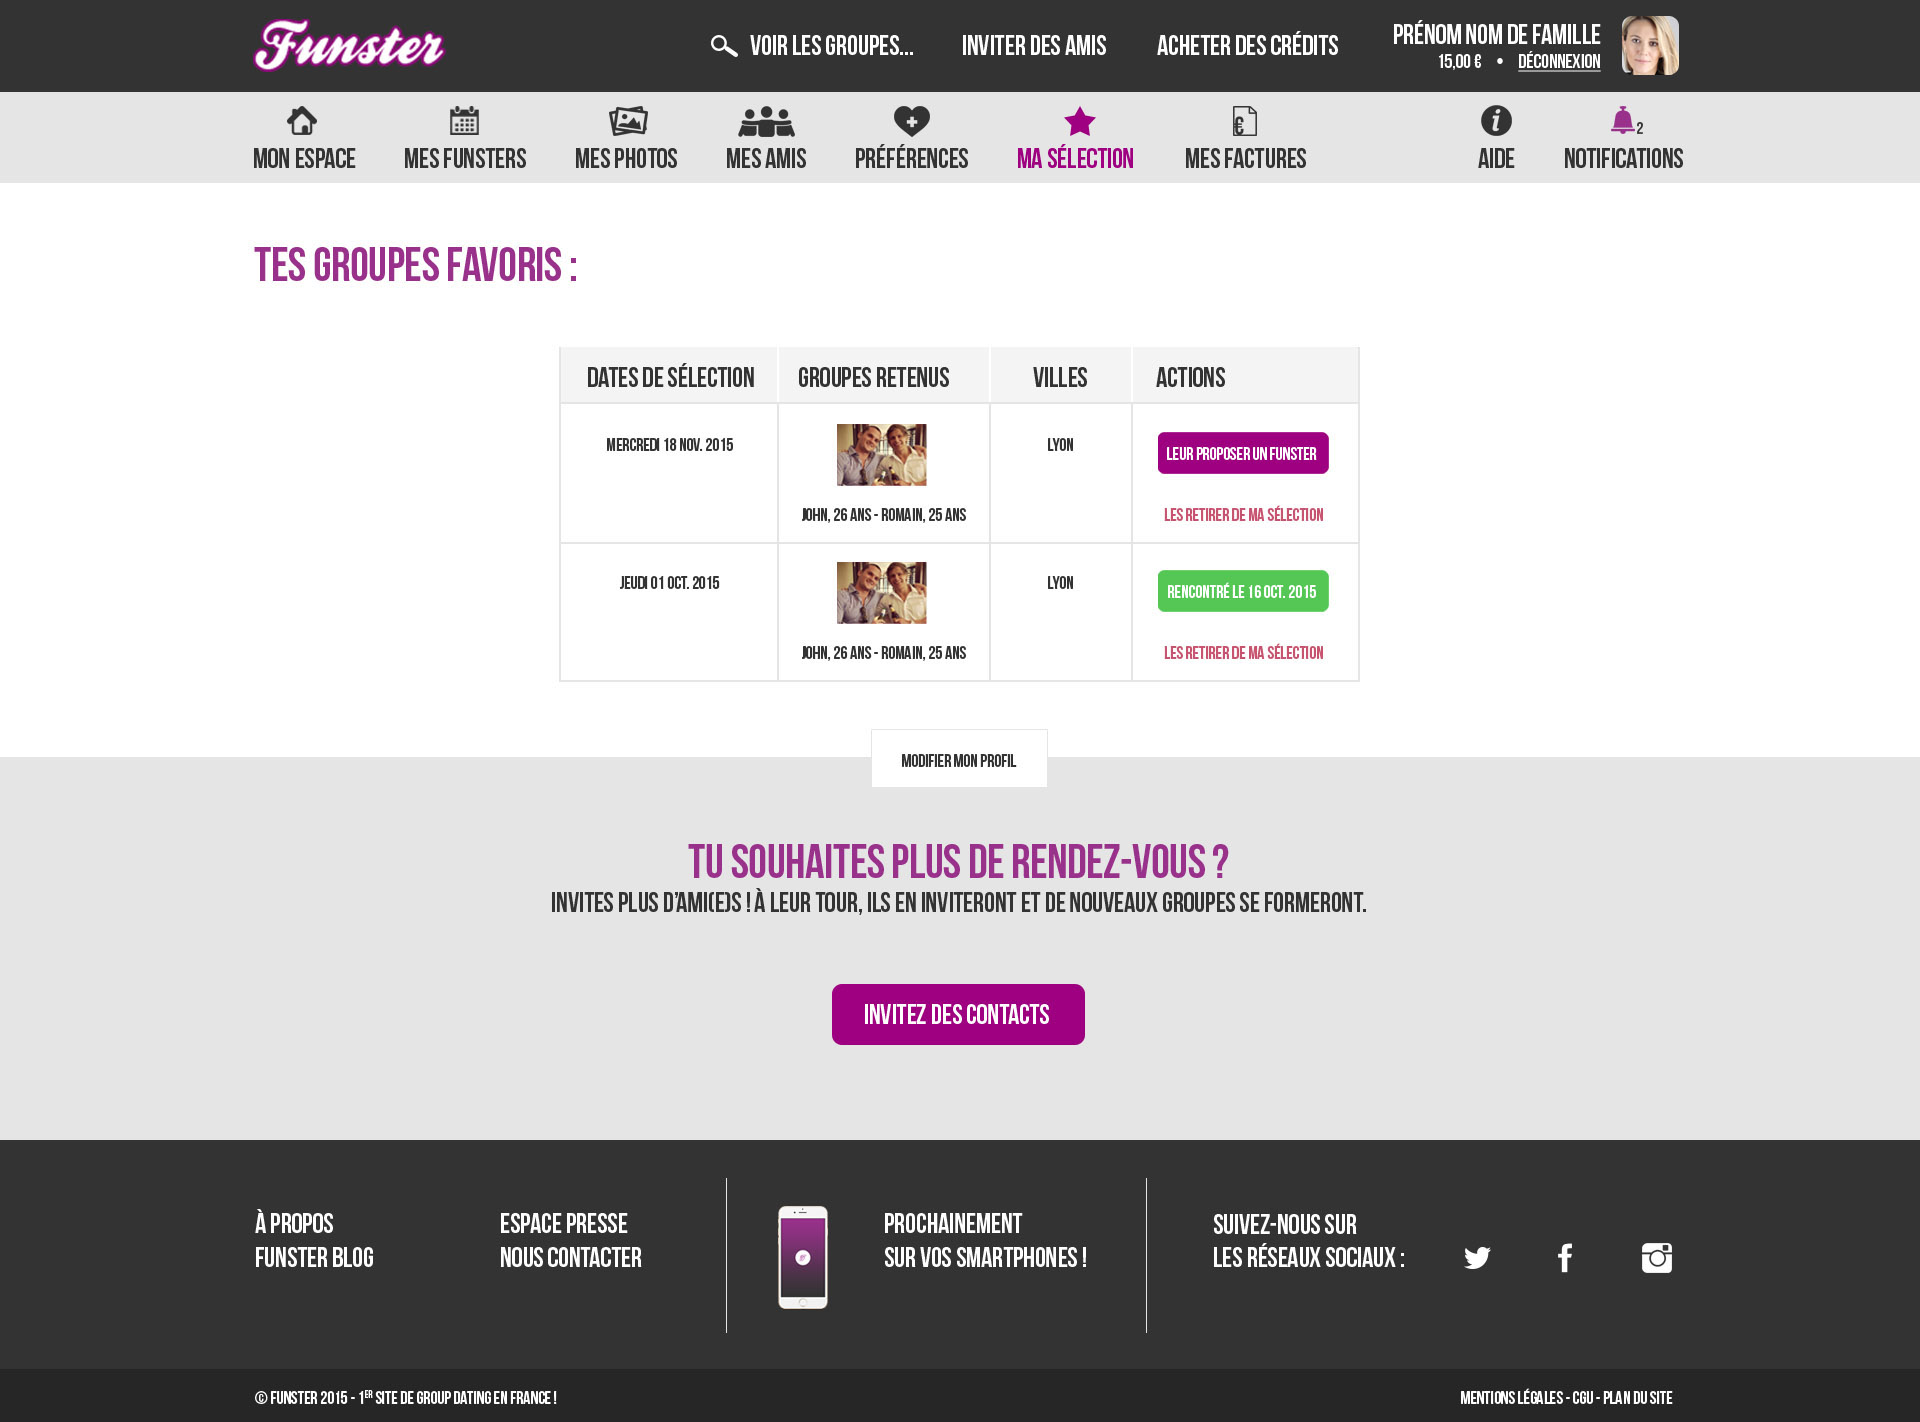 Funster
VOIR LES GROUPES...
INVITER DES AMIS
ACHETER DES CRÉDITS
PRÉNOM NOM DE FAMILLE
15,00 € • DÉCONNEXION
MON ESPACE
MES FUNSTERS
MES PHOTOS
MES AMIS
PRÉFÉRENCES
MA SÉLECTION
€
MES FACTURES
AIDE
2
NOTIFICATIONS
TES GROUPES FAVORIS :
DATES DE SÉLECTION
GROUPES RETENUS
VILLES
ACTIONS
MERCREDI 18 NOV. 2015
LYON
LEUR PROPOSER UN FUNSTER
JOHN, 26 ANS - ROMAIN, 25 ANS
LES RETIRER DE MA SÉLECTION
JEUDI 01 OCT. 2015
LYON
RENCONTRÉ LE 16 OCT. 2015
JOHN, 26 ANS - ROMAIN, 25 ANS
LES RETIRER DE MA SÉLECTION
MODIFIER MON PROFIL
TU SOUHAITES PLUS DE RENDEZ-VOUS ?
INVITES PLUS D'AMI(E)S ! À LEUR TOUR, ILS EN INVITERONT ET DE NOUVEAUX GROUPES SE FORMERONT.
INVITEZ DES CONTACTS
À PROPOS
FUNSTER BLOG
ESPACE PRESSE
NOUS CONTACTER
PROCHAINEMENT
SUR VOS SMARTPHONES !
SUIVEZ-NOUS SUR
LES RÉSEAUX SOCIAUX :
© FUNSTER 2015 - 1ER SITE DE GROUP DATING EN FRANCE !
MENTIONS LÉGALES - CGU - PLAN DU SITE